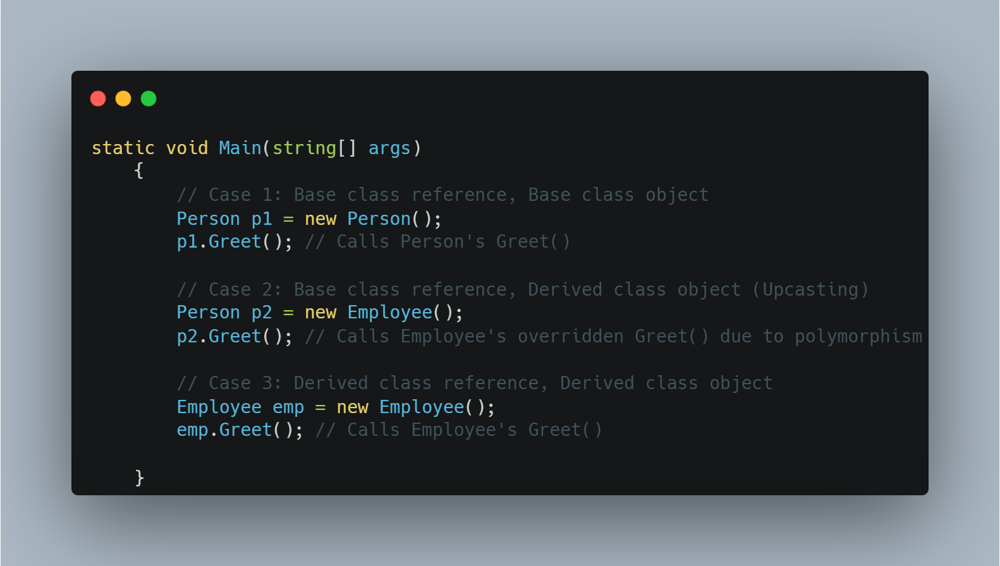 static void Main(string[] args)
{
// Case 1: Base class reference, Base class object
Person p1 = new Person();
p1.Greet(); // Calls Person's Greet()
// Case 2: Base class reference, Derived class object (Upcasting)
Person p2 = new Employee();
p2.Greet(); // Calls Employee's overridden Greet() due to polymorphism
// Case 3: Derived class reference, Derived class object
Employee emp = new Employee();
emp.Greet(); // Calls Employee's Greet()
}